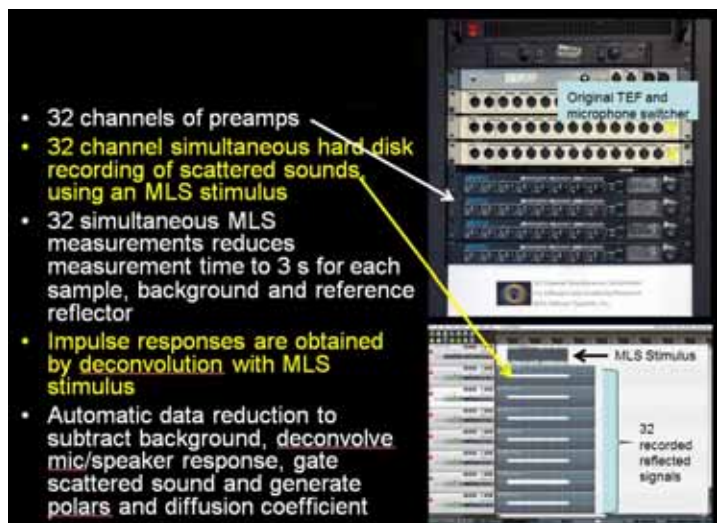 • 32 channels of preamps
• 32 channel simultaneous hard disk
recording of scattered sounds,
using an MLS stimulus
• 32 simultaneous MLS
measurements reduces
measurement time to 3 s for each
sample, background and reference
reflector
• Impulse responses are obtained
by deconvolution with MLS
stimulus
• Automatic data reduction to
subtract background, deconvolve
mic/speaker response, gate
scattered sound and generate
polars and diffusion coefficient
Original TEF and
microphone switcher
MLS Stimulus
32
recorded
reflected
signals